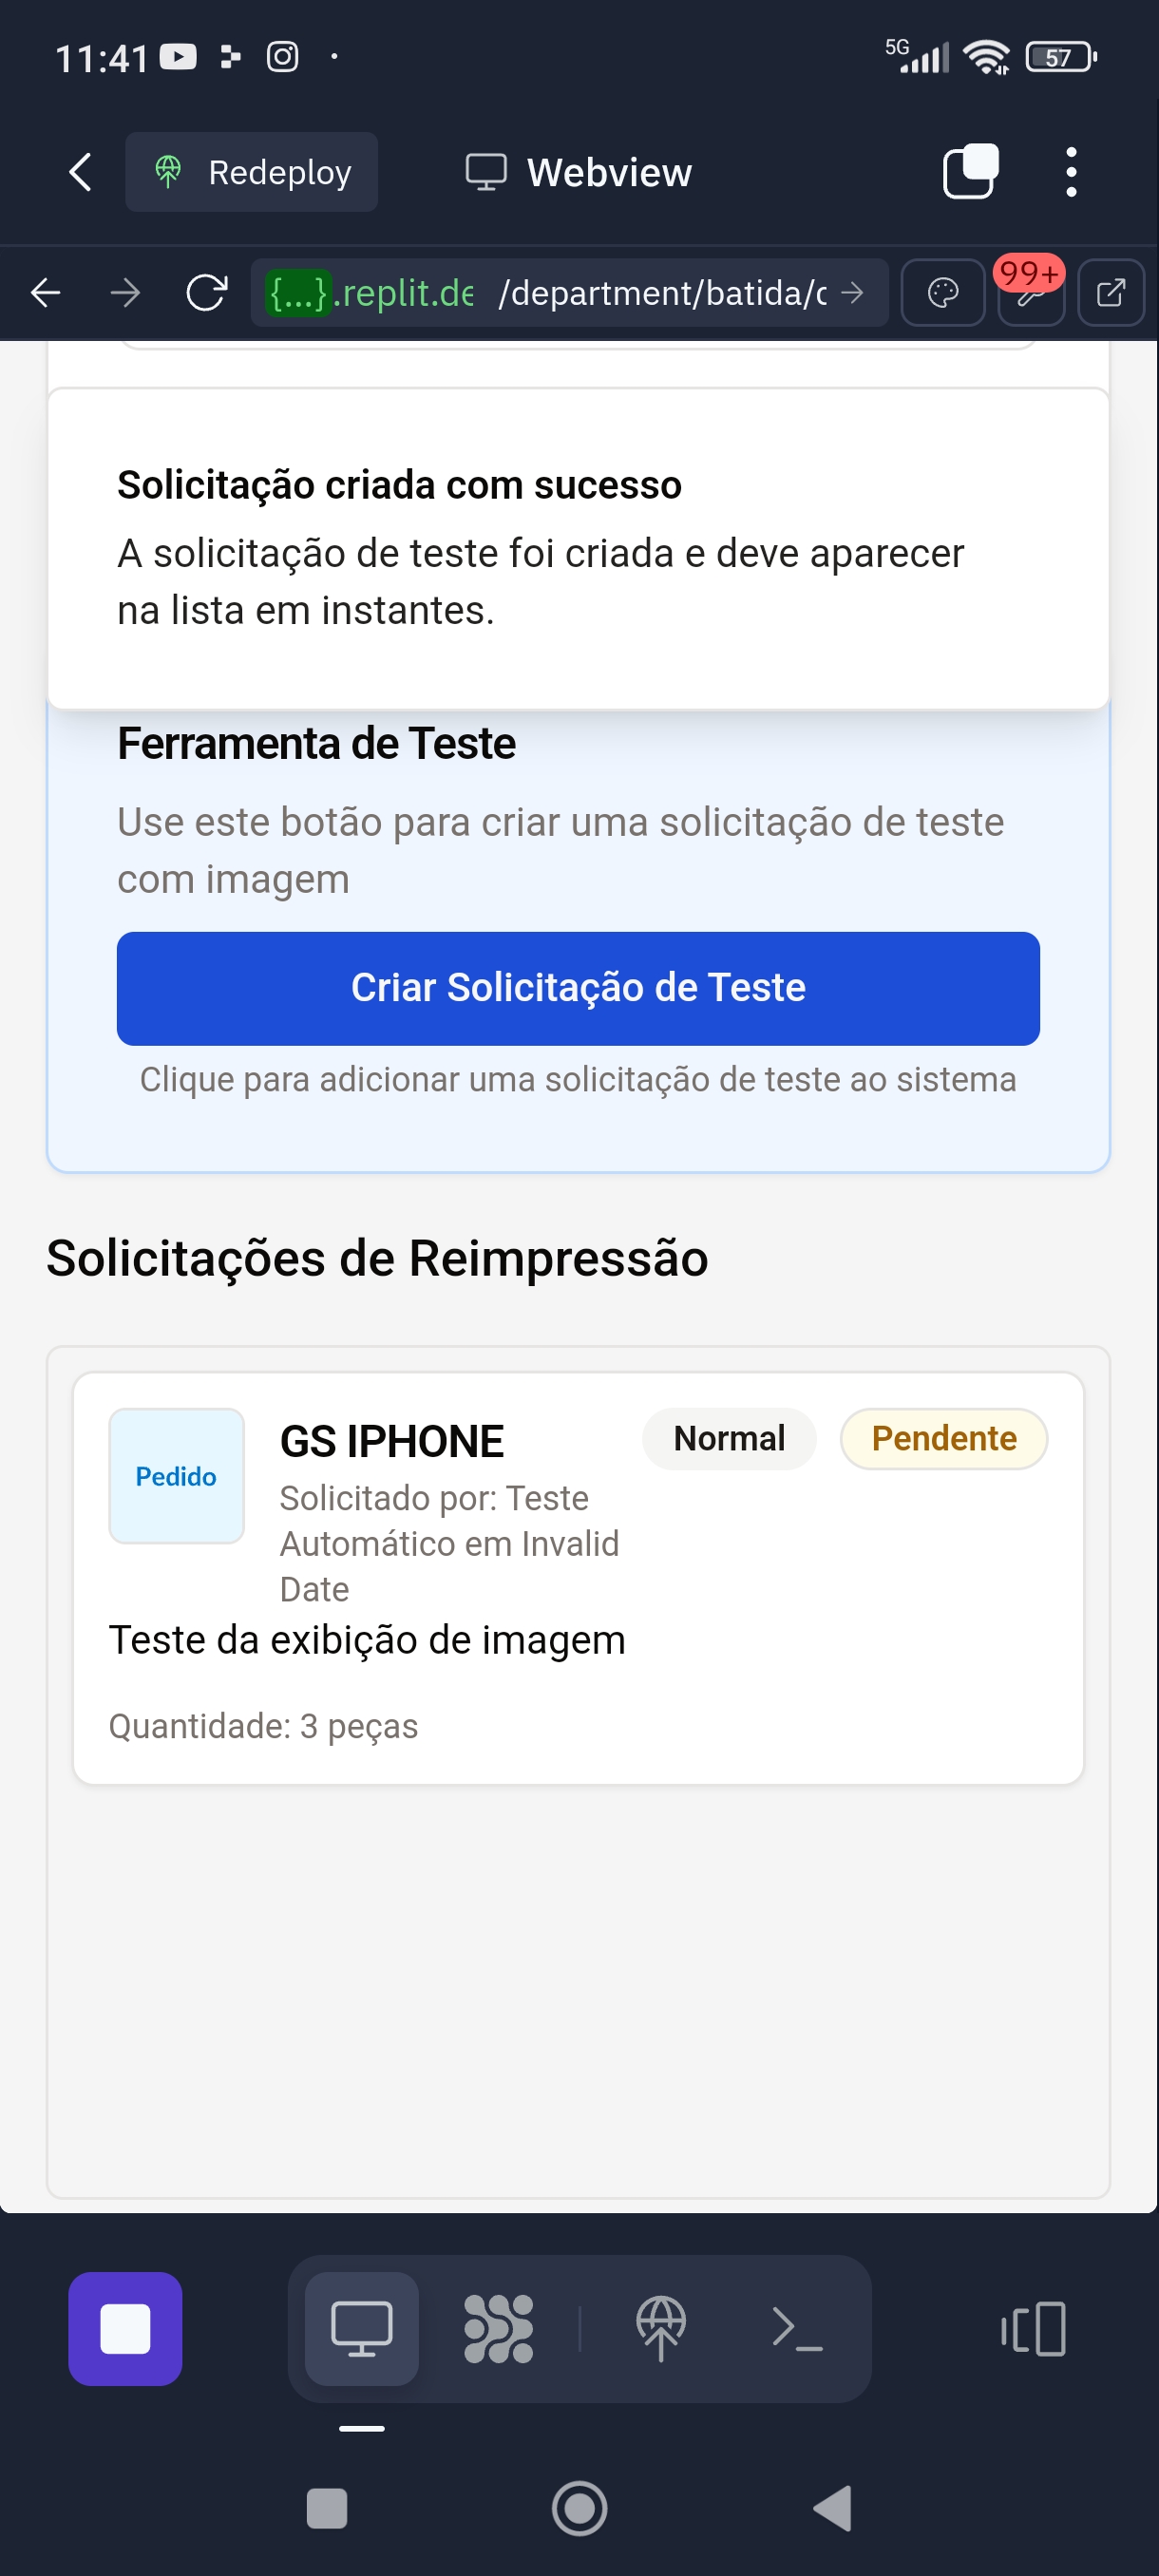 11:41
5G
57
Redeploy
Webview
{...}.replit.de
/department/batida/c
99+
Solicitação criada com sucesso
A solicitação de teste foi criada e deve aparecer
na lista em instantes.
Ferramenta de Teste
Use este botão para criar uma solicitação de teste
com imagem
Criar Solicitação de Teste
Clique para adicionar uma solicitação de teste ao sistema
Solicitações de Reimpressão
Pedido
GS IPHONE
Normal
Pendente
Solicitado por: Teste
Automático em Invalid
Date
Teste da exibição de imagem
Quantidade: 3 peças